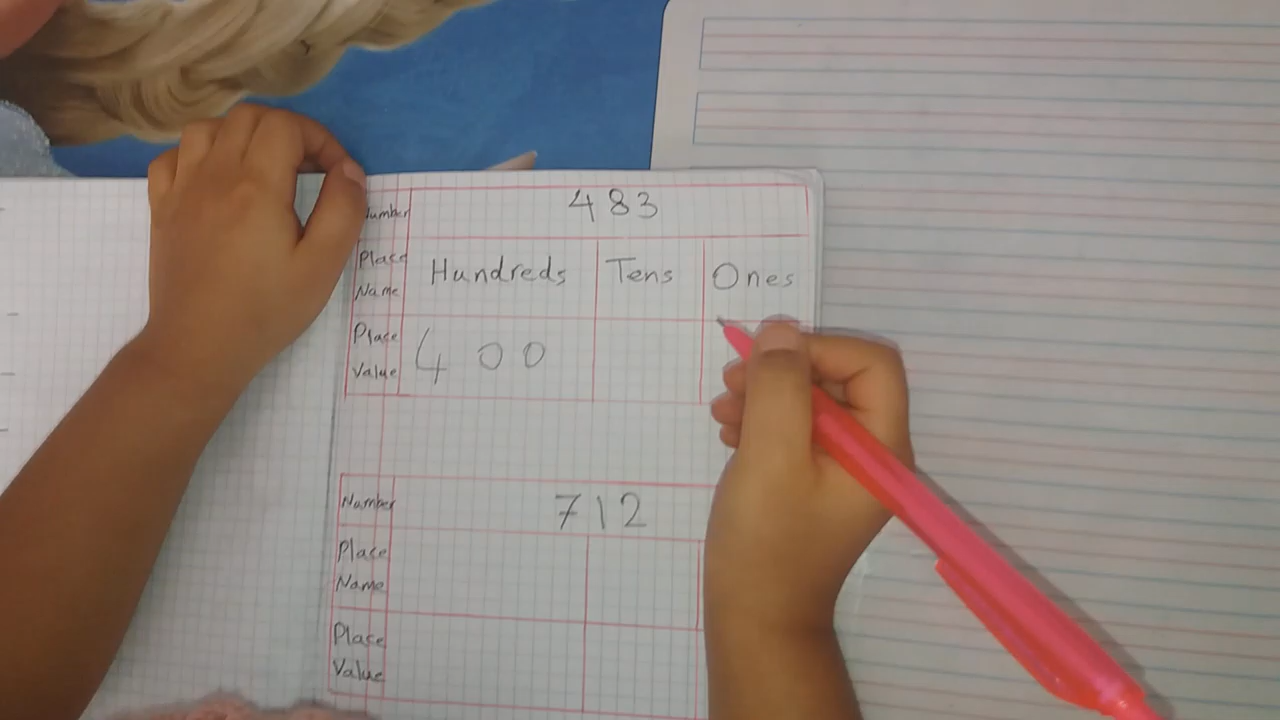 Number 483
Place Name Hundreds Tens Ones
Place Value 400
Number 712
Place Name
Place Value